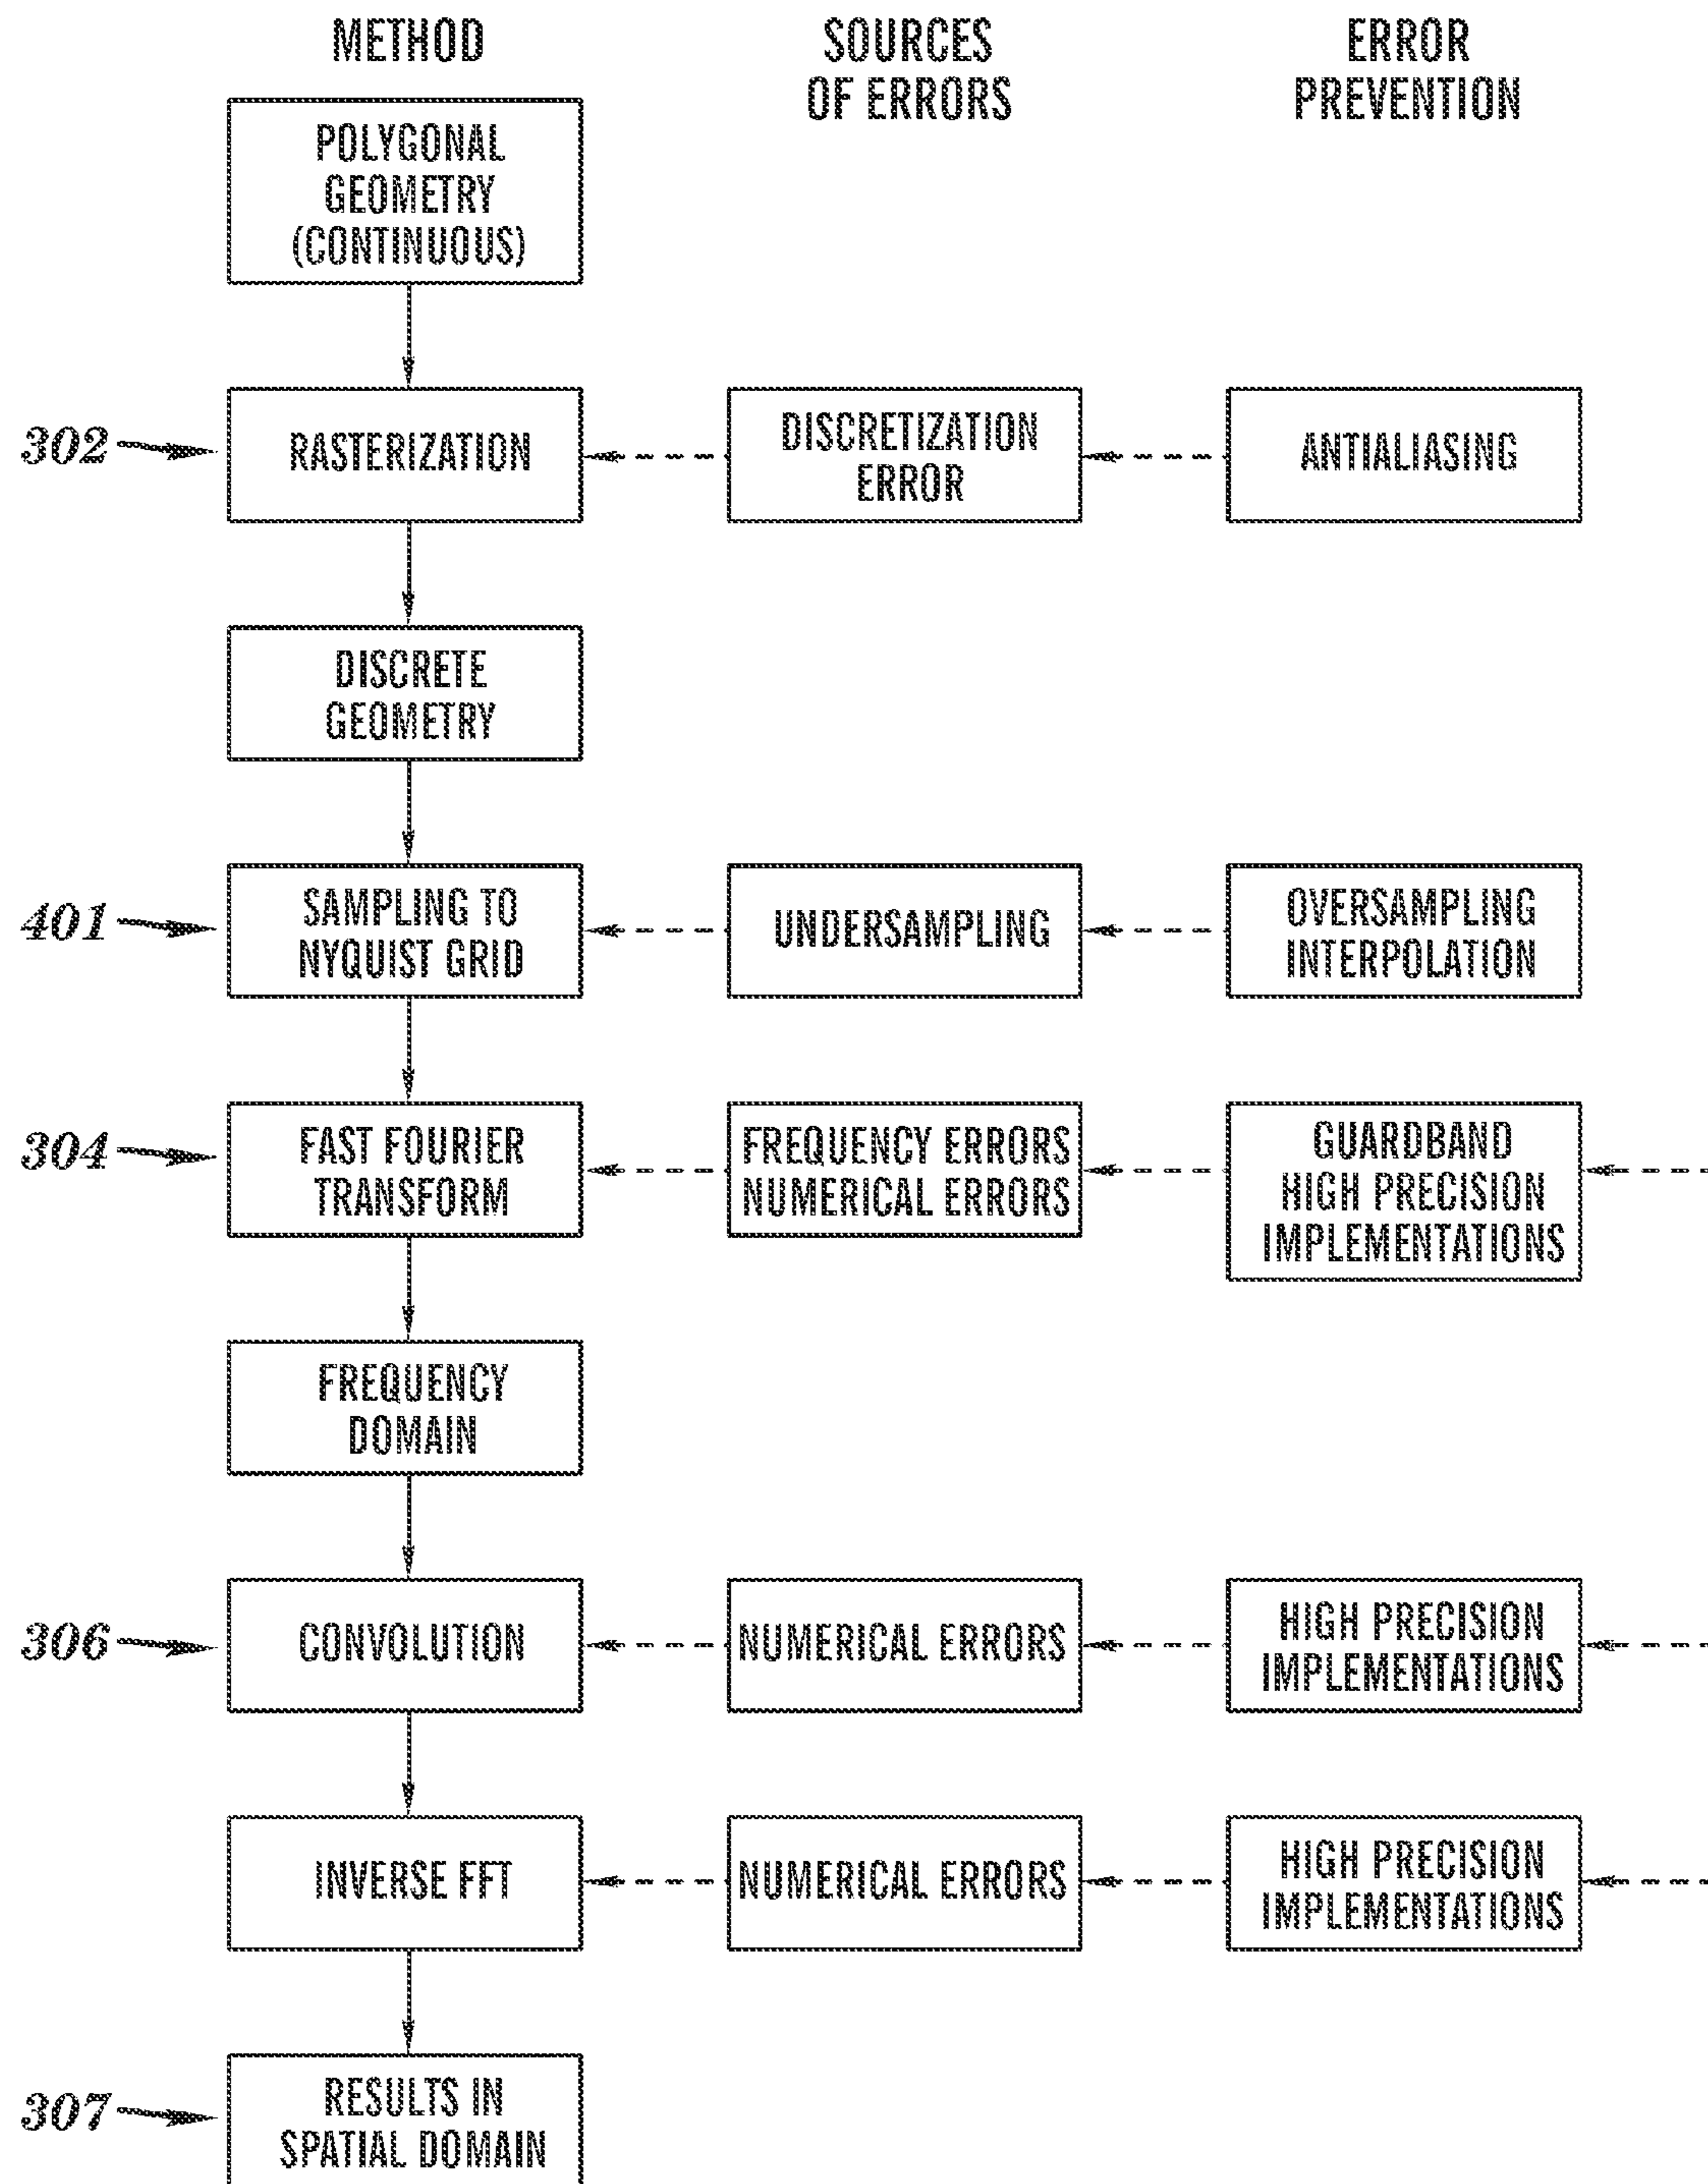 METHOD
SOURCES
OF ERRORS
ERROR
PREVENTION
POLYGONAL
GEOMETRY
(CONTINUOUS)
302
RASTERIZATION
DISCRETIZATION
ERROR
ANTIALIASING
DISCRETE
GEOMETRY
401
SAMPLING TO
NYQUIST GRID
UNDERSAMPLING
OVERSAMPLING
INTERPOLATION
304
FAST FOURIER
TRANSFORM
FREQUENCY ERRORS
NUMERICAL ERRORS
GUARDBAND
HIGH PRECISION
IMPLEMENTATIONS
FREQUENCY
DOMAIN
306
CONVOLUTION
NUMERICAL ERRORS
HIGH PRECISION
IMPLEMENTATIONS
INVERSE FFT
NUMERICAL ERRORS
HIGH PRECISION
IMPLEMENTATIONS
307
RESULTS IN
SPATIAL DOMAIN